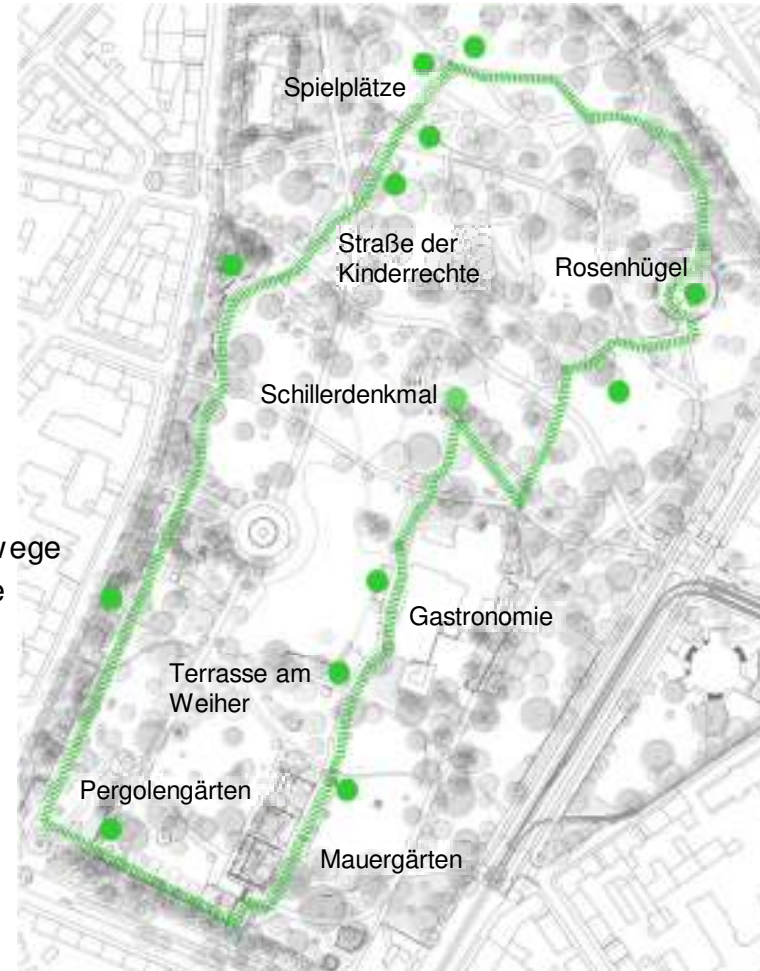 Spielplätze
Straße der
Kinderrechte
Rosenhügel
Schillerdenkmal
Gastronomie
Terrasse am
Weiher
Pergolengärten
Mauergärten